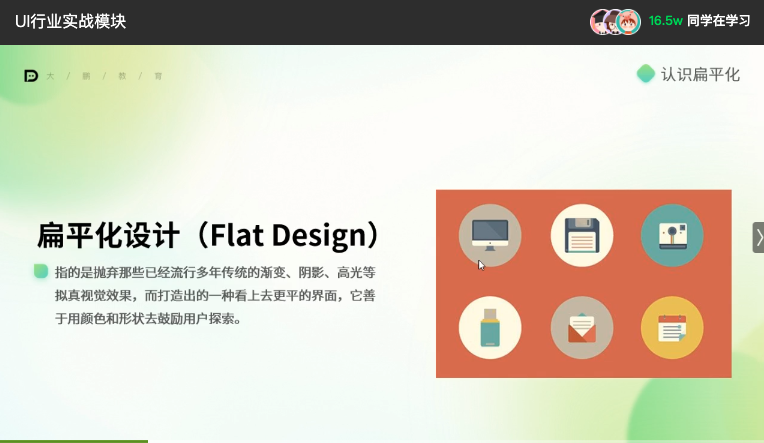 UI行业实战模块
16.5w 同学在学习
大 / 鹏 / 教 / 育
认识扁平化
扁平化设计（Flat Design）
指的是抛弃那些已经流行多年传统的渐变、阴影、高光等
拟真视觉效果，而打造出的一种看上去更平的界面，它善
于用颜色和形状去鼓励用户探索。